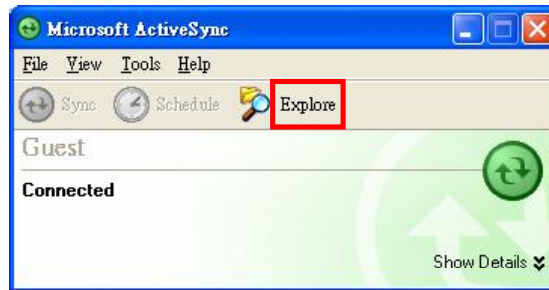 Microsoft ActiveSync
File View Tools Help
Sync Schedule Explore
Guest
Connected
Show Details